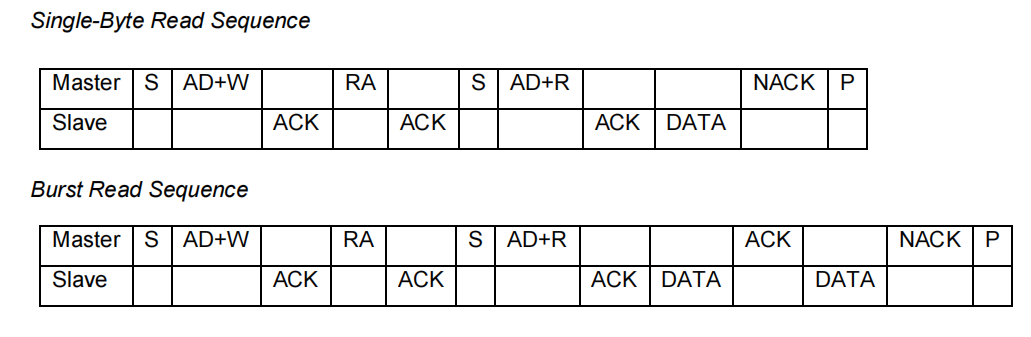 Single-Byte Read Sequence
Master S AD+W RA S AD+R NACK P
Slave ACK ACK ACK DATA
Burst Read Sequence
Master S AD+W RA S AD+R ACK NACK P
Slave ACK ACK ACK DATA DATA